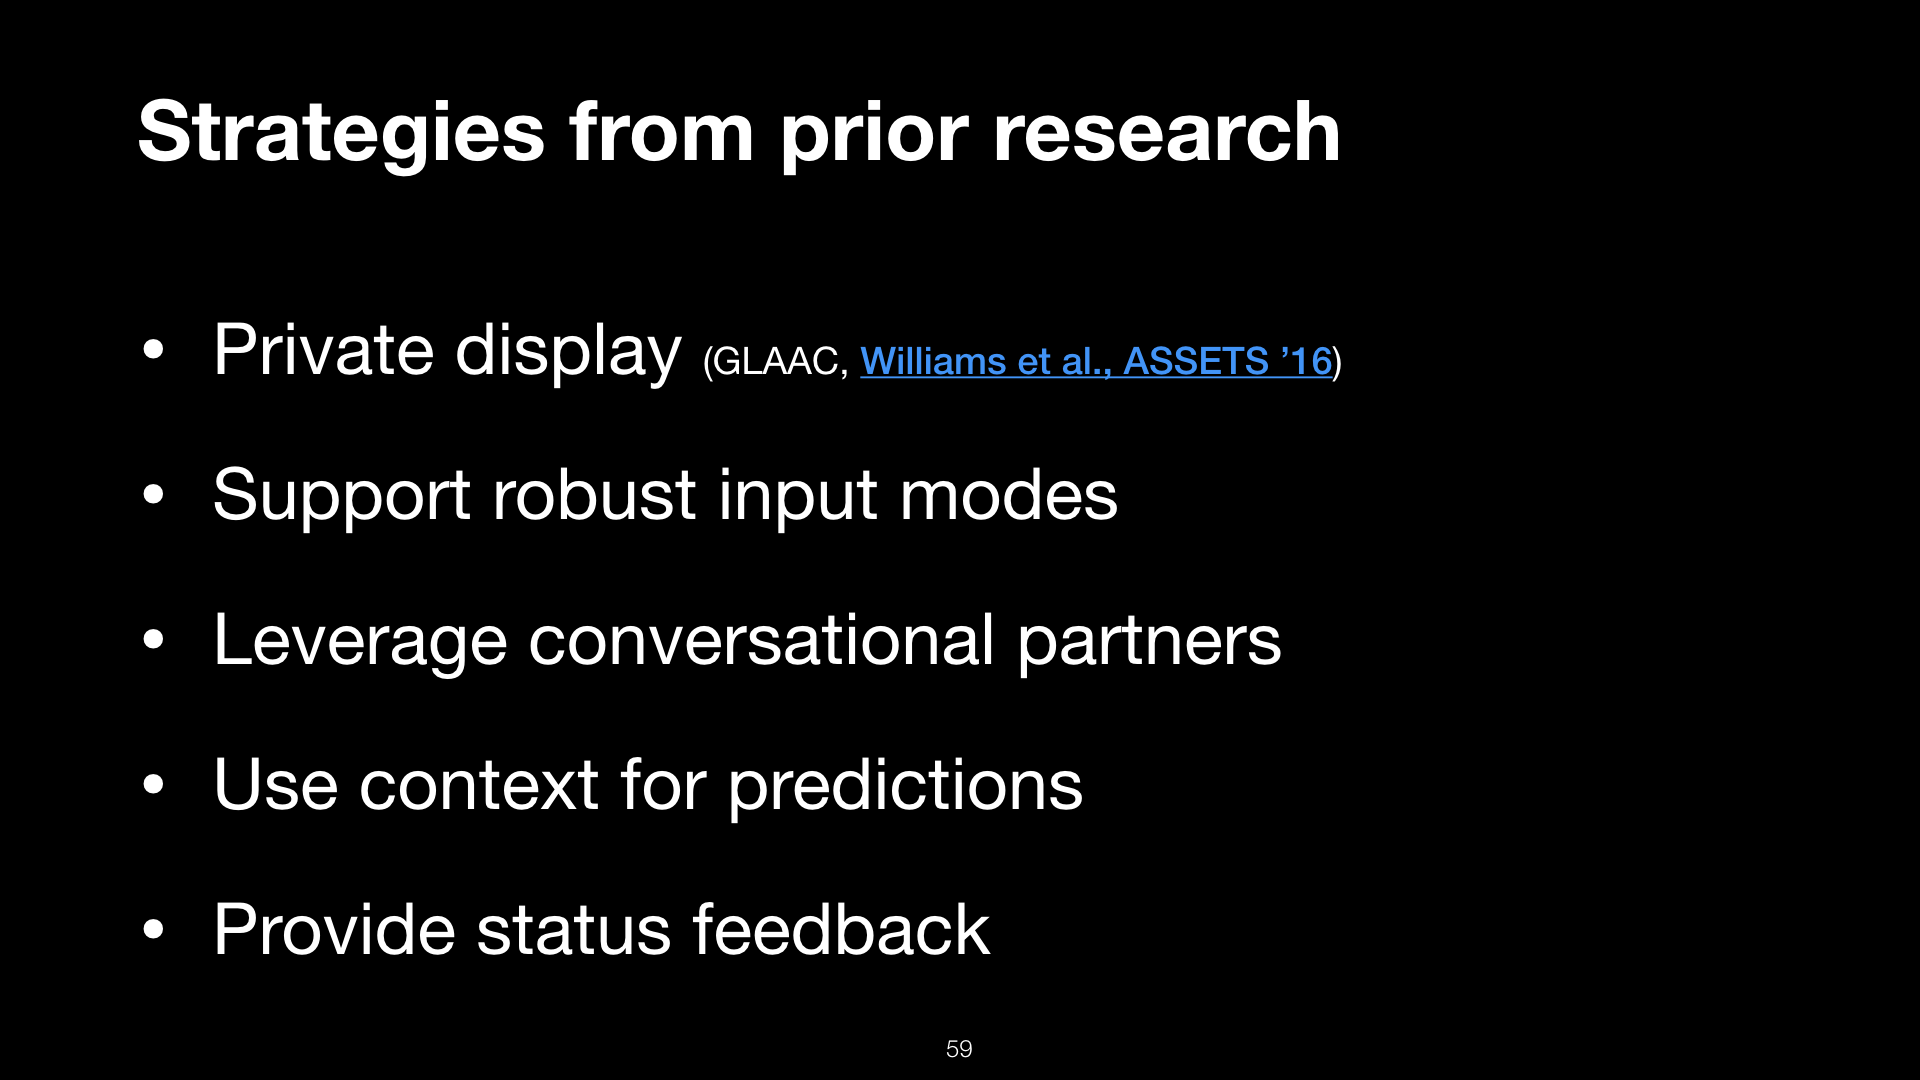 Strategies from prior research
• Private display (GLAAC, Williams et al., ASSETS ’16)
• Support robust input modes
• Leverage conversational partners
• Use context for predictions
• Provide status feedback
59